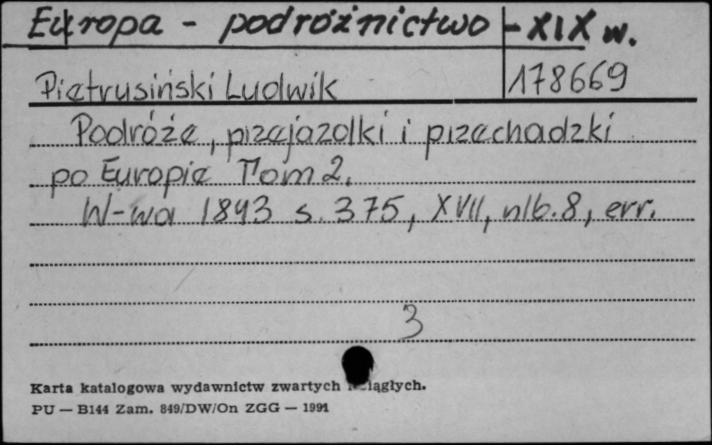 Europa - podróżnictwo - XIX w.
Pietrusiński Ludwik 178669
Podróże, przejażdki i przechadzki
po Europie Tom 2.
W-wa 1843 s. 375, XVII, nlb. 8, err.
3
Karta katalogowa wydawnictw zwartych ciągłych.
PU — B144 Zam. 849/DW/On ZGG — 1991